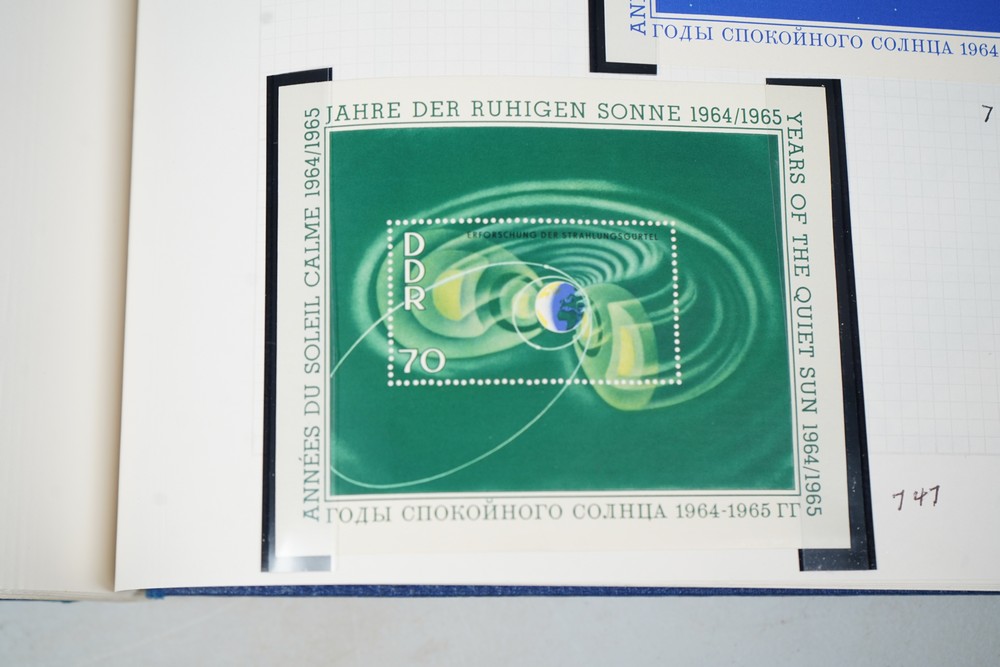 ANN
ГОДЫ СПОКОЙНОГО СОЛНЦА 1964
7
JAHRE DER RUHIGEN SONNE 1964/1965
ANNÉES DU SOLEIL CALME 1964/1965
YEARS OF THE QUIET SUN 1964/1965
ERFORSCHUNG DER STRAHLUNGSGÜRTEL
DDR
70
ГОДЫ СПОКОЙНОГО СОЛНЦА 1964-1965 ГГ
747